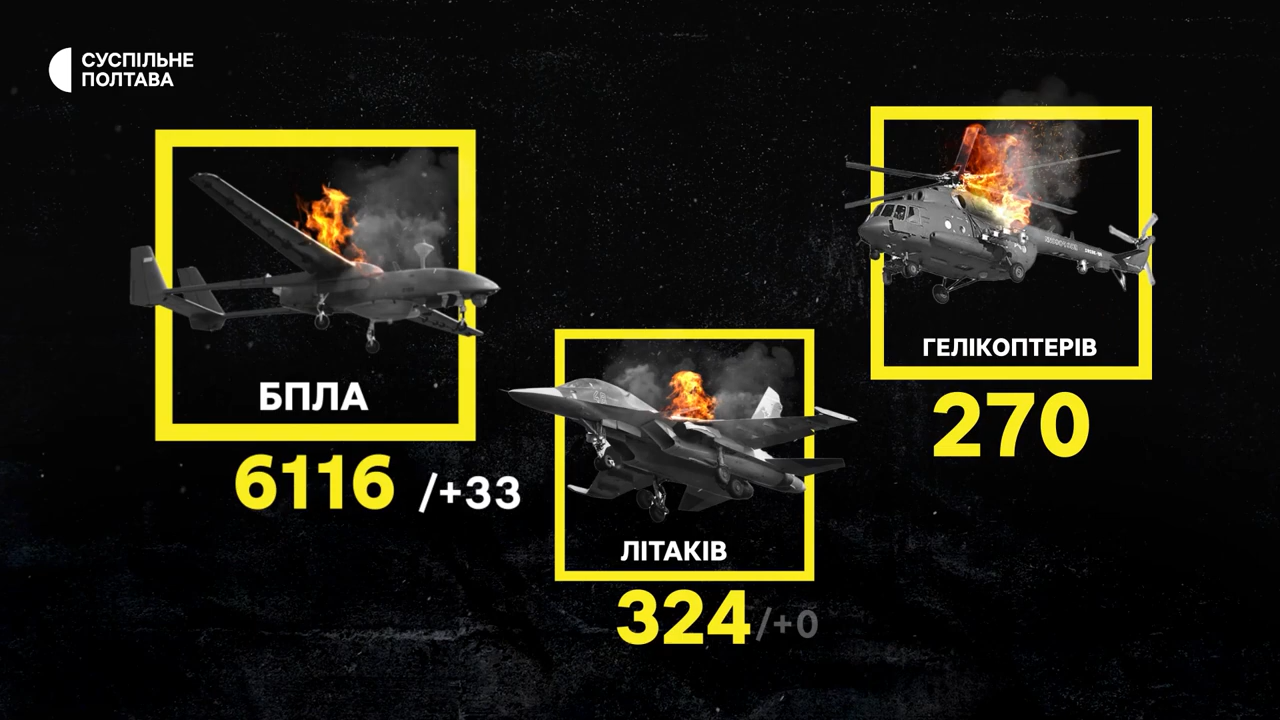 СУСПІЛЬНЕ
ПОЛТАВА
БПЛА
6116 /+33
ЛІТАКІВ
324 /+0
ГЕЛІКОПТЕРІВ
270